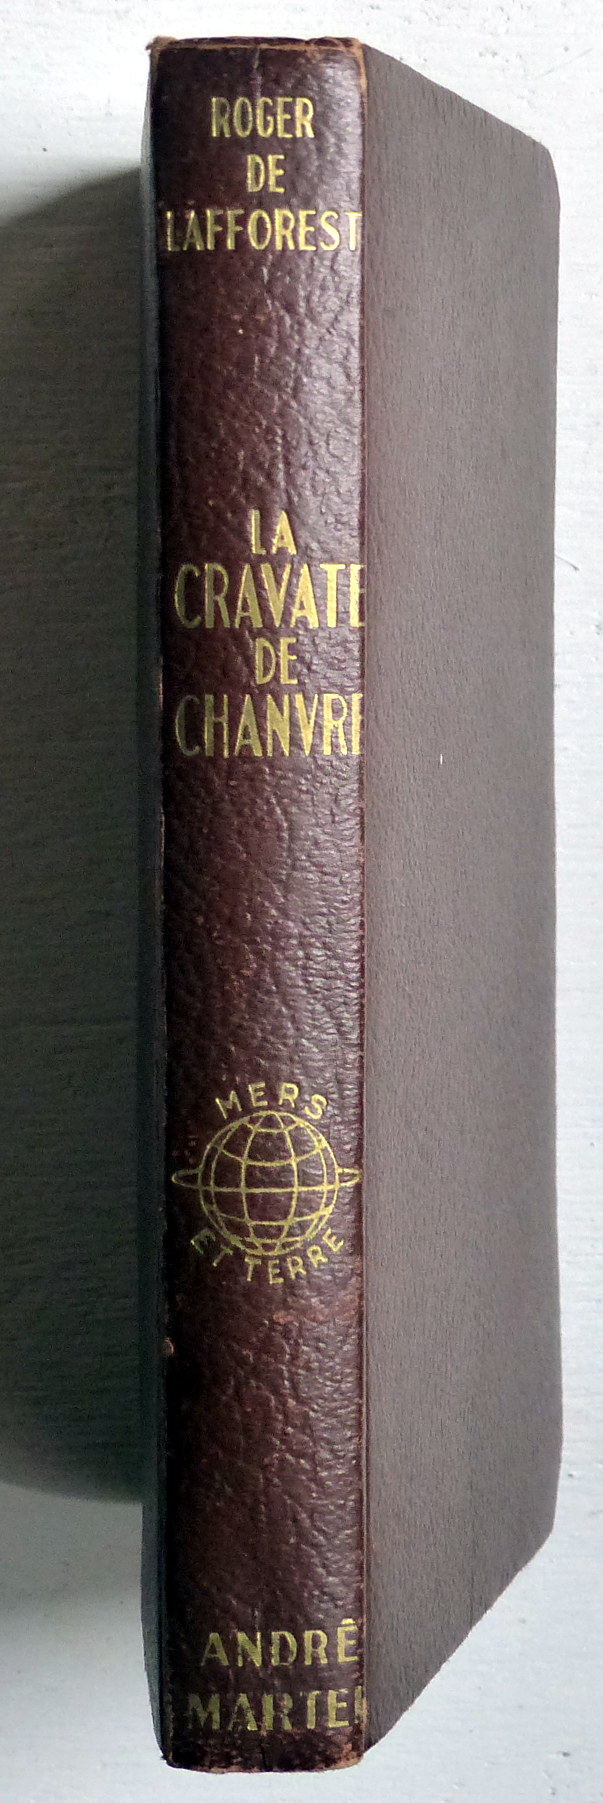 ROGER
DE
LAFFOREST
LA
CRAVATE
DE
CHANVRE
MERS
ET TERRE
ANDRÉ
MARTEL